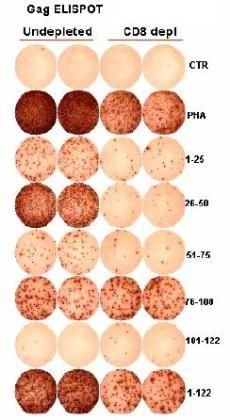 Gag ELISPOT
Undepleted CD8 depl
CTR
PHA
1-25
26-50
51-75
76-100
101-122
1-122